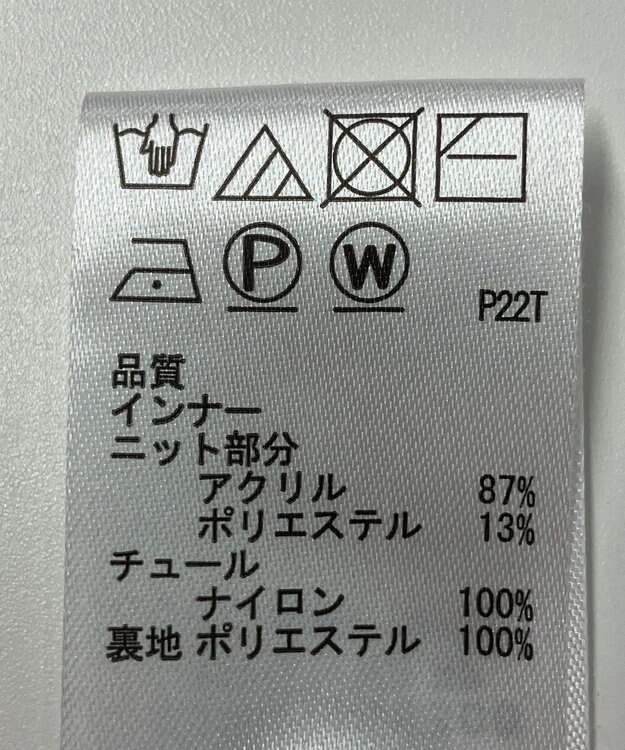 P W
P22T
品質
インナー
ニット部分
アクリル 87%
ポリエステル 13%
チュール
ナイロン 100%
裏地 ポリエステル 100%